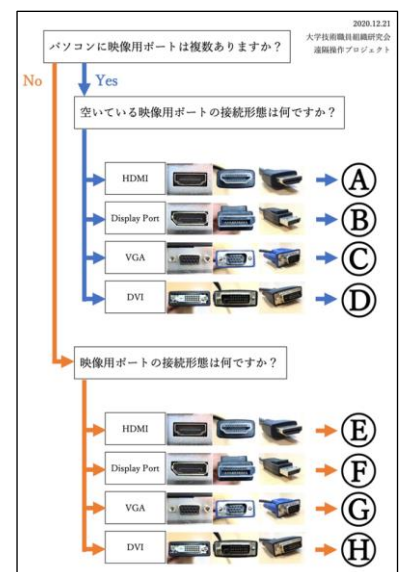 2020.12.21
大学技術職員組織研究会
遠隔操作プロジェクト
パソコンに映像用ポートは複数ありますか？
No
Yes
空いている映像用ポートの接続形態は何ですか？
HDMI
Ⓐ
Display Port
Ⓑ
VGA
Ⓒ
DVI
Ⓓ
映像用ポートの接続形態は何ですか？
HDMI
Ⓔ
Display Port
Ⓕ
VGA
Ⓖ
DVI
Ⓗ